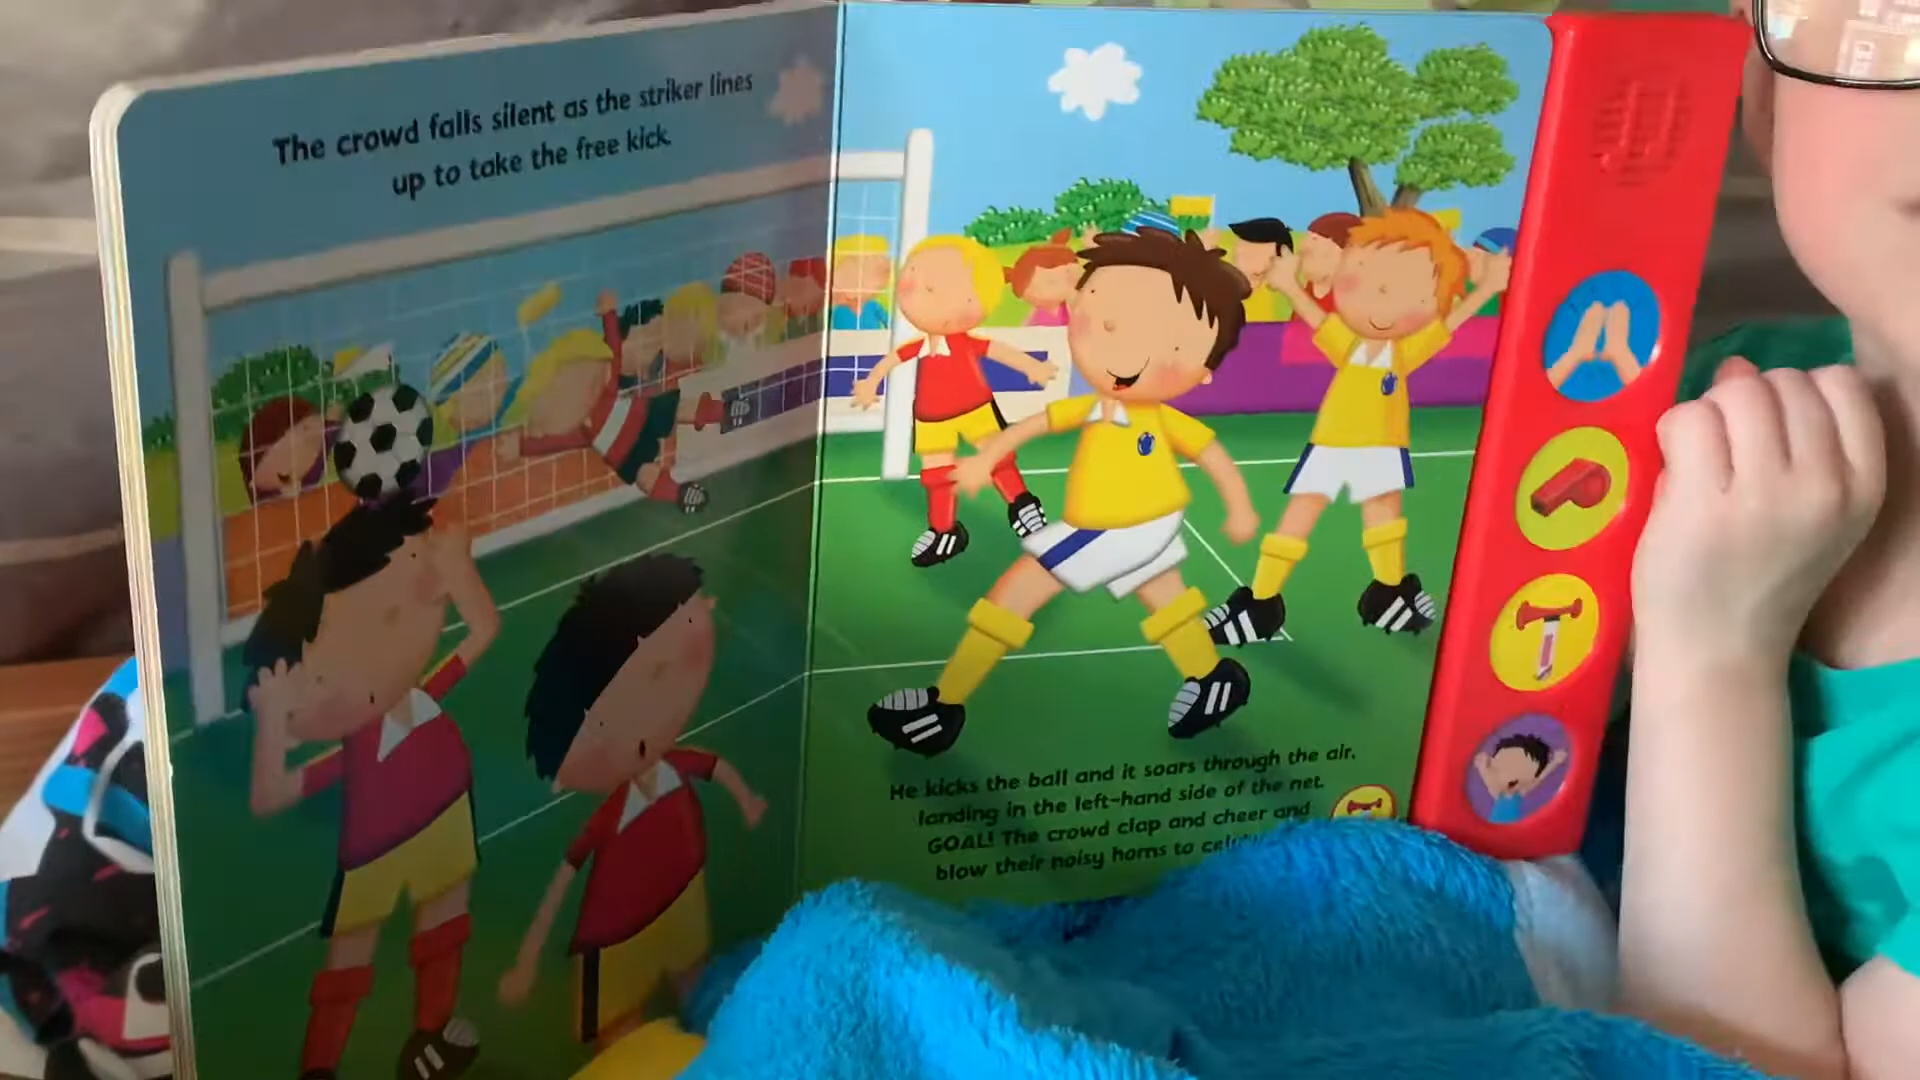 The crowd falls silent as the striker lines
up to take the free kick.
He kicks the ball and it soars through the air,
landing in the left-hand side of the net.
GOAL! The crowd clap and cheer and
blow their noisy horns to